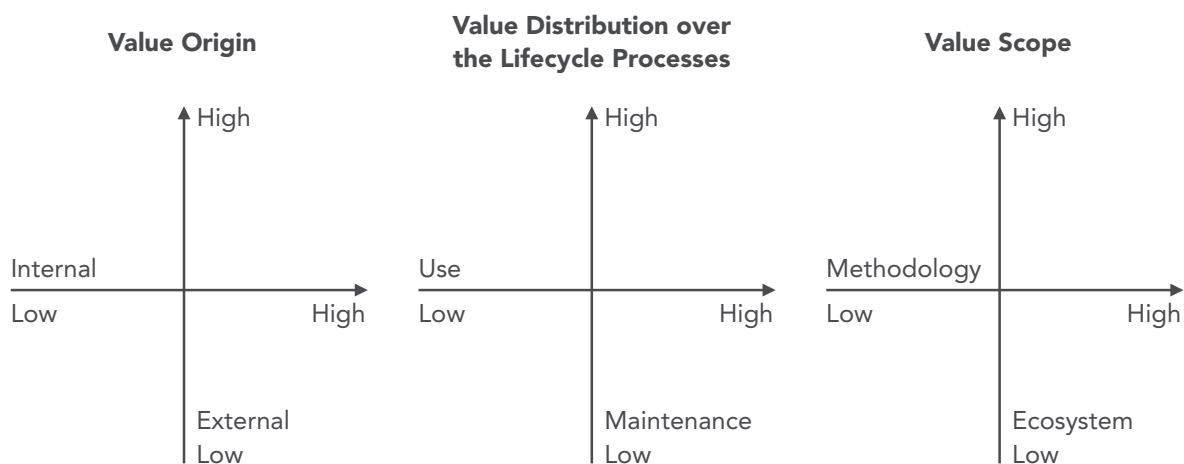 Value Origin
High
Internal
Low
High
External
Low
Value Distribution over
the Lifecycle Processes
High
Use
Low
High
Maintenance
Low
Value Scope
High
Methodology
Low
High
Ecosystem
Low